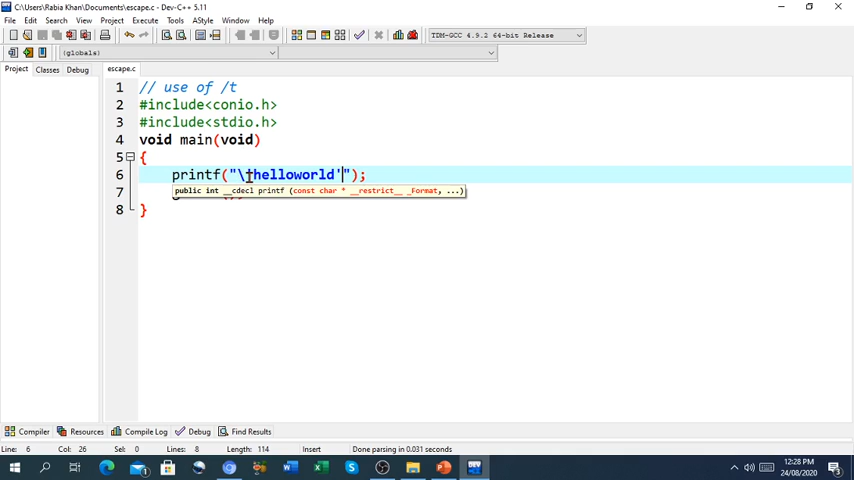 C:\Users\Rabia Khan\Documents\escape.c - Dev-C++ 5.11
File Edit Search View Project Execute Tools AStyle Window Help
TDM-GCC 4.9.2 64-bit Release
(globals)
Project Classes Debug
escape.c
1 // use of /t
2 #include<conio.h>
3 #include<stdio.h>
4 void main(void)
5 {
6 printf("\'helloworld'");
public int __cdecl printf (const char * __restrict__ _Format, ...)
7
8 }
Compiler Resources Compile Log Debug Find Results
Line: 6 Col: 26 Sel: 0 Lines: 8 Length: 114 Insert Done parsing in 0.031 seconds
12:28 PM
24/08/2020